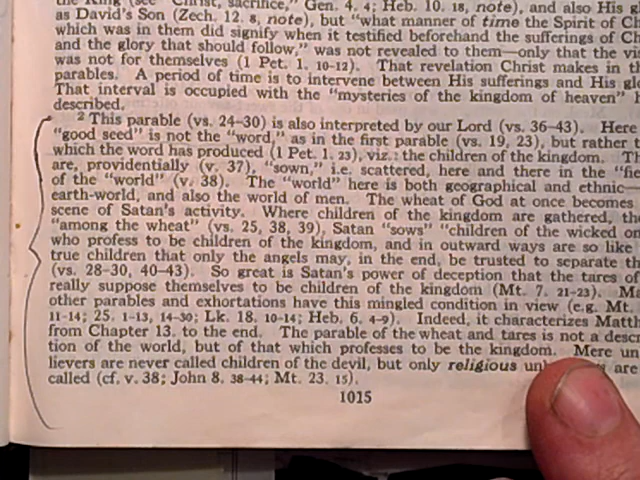 the King (see "Christ, sacrifice," Gen. 4. 4; Heb. 10. 18, note), and also His gl
as David's Son (Zech. 12. 8, note), but "what manner of time the Spirit of Ch
which was in them did signify when it testified beforehand the sufferings of Ch
and the glory that should follow," was not revealed to them—only that the vi
was not for themselves (1 Pet. 1. 10-12). That revelation Christ makes in th
parables. A period of time is to intervene between His sufferings and His glo
That interval is occupied with the "mysteries of the kingdom of heaven" h
described.
2 This parable (vs. 24-30) is also interpreted by our Lord (vs. 36-43). Here
"good seed" is not the "word," as in the first parable (vs. 19, 23), but rather t
which the word has produced (1 Pet. 1. 23), viz.: the children of the kingdom. Th
are, providentially (v. 37), "sown," i.e. scattered, here and there in the "fie
of the "world" (v. 38). The "world" here is both geographical and ethnic—
earth-world, and also the world of men. The wheat of God at once becomes
scene of Satan's activity. Where children of the kingdom are gathered, th
"among the wheat" (vs. 25, 38, 39), Satan "sows" "children of the wicked on
who profess to be children of the kingdom, and in outward ways are so like
true children that only the angels may, in the end, be trusted to separate th
(vs. 28-30, 40-43). So great is Satan's power of deception that the tares of
really suppose themselves to be children of the kingdom (Mt. 7. 21-23). Ma
other parables and exhortations have this mingled condition in view (e.g. Mt.
11-14; 25. 1-13, 14-30; Lk. 18. 10-14; Heb. 6. 4-9). Indeed, it characterizes Matth
from Chapter 13. to the end. The parable of the wheat and tares is not a descr
tion of the world, but of that which professes to be the kingdom. Mere un
lievers are never called children of the devil, but only religious un are
called (cf. v. 38; John 8. 38-44; Mt. 23. 15).
1015